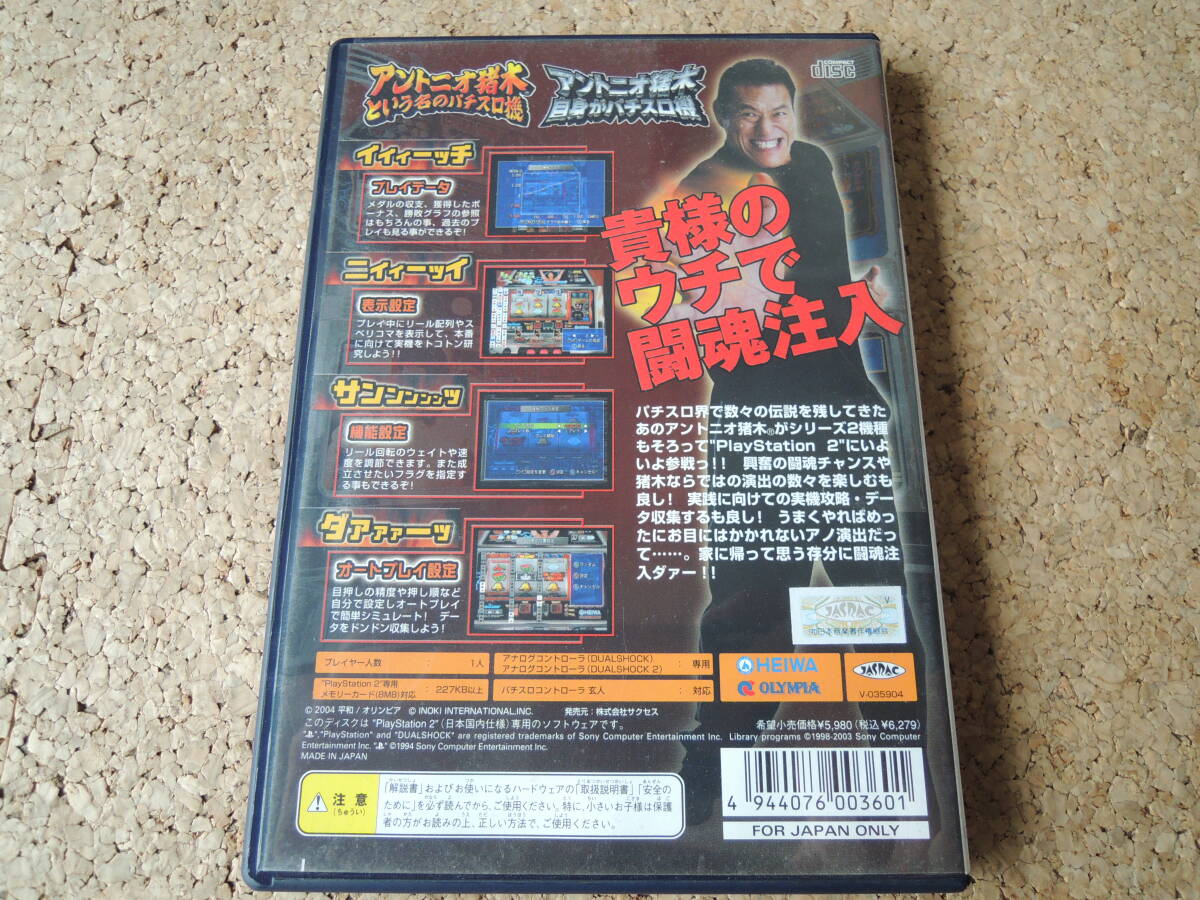 アントニオ猪木
という名のパチスロ機
アントニオ猪木
自身がパチスロ機
COMPACT
disc
イイィーッチ
プレイデータ
メダルの収支、獲得したボ
ーナス、勝敗グラフの参照
はもちろんの事、過去のプ
レイも見る事ができるぞ!
ニイィーッイ
表示設定
プレイ中にリール配列やス
ベリコマを表示して、本番
に向けて実機をトコトン研
究しよう!!
サンンンンッ
機能設定
リール回転のウェイトや速
度を調節できます。また成
立させたいフラグを指定す
る事もできるぞ!
ダアァァーッ
オートプレイ設定
目押しの精度や押し順など
自分で設定しオートプレイ
で簡単シミュレート! デー
タをドンドン収集しよう!
貴様の
ウチで
闘魂注入
パチスロ界で数々の伝説を残してきた
あのアントニオ猪木®がシリーズ2機種
もそろって"PlayStation 2"にいよ
いよ参戦っ!! 興奮の闘魂チャンスや
猪木ならではの演出の数々を楽しむも
良し! 実践に向けての実機攻略・デー
タ収集するも良し! うまくやればめっ
たにお目にはかかれないアノ演出だっ
て……。家に帰って思う存分に闘魂注
入ダァー!!
JASRAC
プレイヤー人数 : 1人
アナログコントローラ(DUALSHOCK)
アナログコントローラ(DUALSHOCK 2) : 専用
"PlayStation 2"専用
メモリーカード(8MB)対応 : 227KB以上
パチスロコントローラ 玄人 : 対応
HEIWA
OLYMPIA
JASRAC
V-035904
© 2004 平和/オリンピア © INOKI INTERNATIONAL,INC. 発売元:株式会社サクセス
希望小売価格¥5,980(税込¥6,279)
このディスクは "PlayStation 2"(日本国内仕様)専用のソフトウェアです。
"PlayStation" and "DUALSHOCK" are registered trademarks of Sony Computer Entertainment Inc. Library programs ©1998-2003 Sony Computer
Entertainment Inc. ©1994 Sony Computer Entertainment Inc.
MADE IN JAPAN
注意
(ちゅうい)
「解説書」およびお使いになるハードウェアの「取扱説明書」「安全の
ために」を必ず読んでから、ご使用ください。特に、小さいお子様は保護
者の方がお読みの上、正しい方法で、ご使用ください。
4 944076 003601
FOR JAPAN ONLY